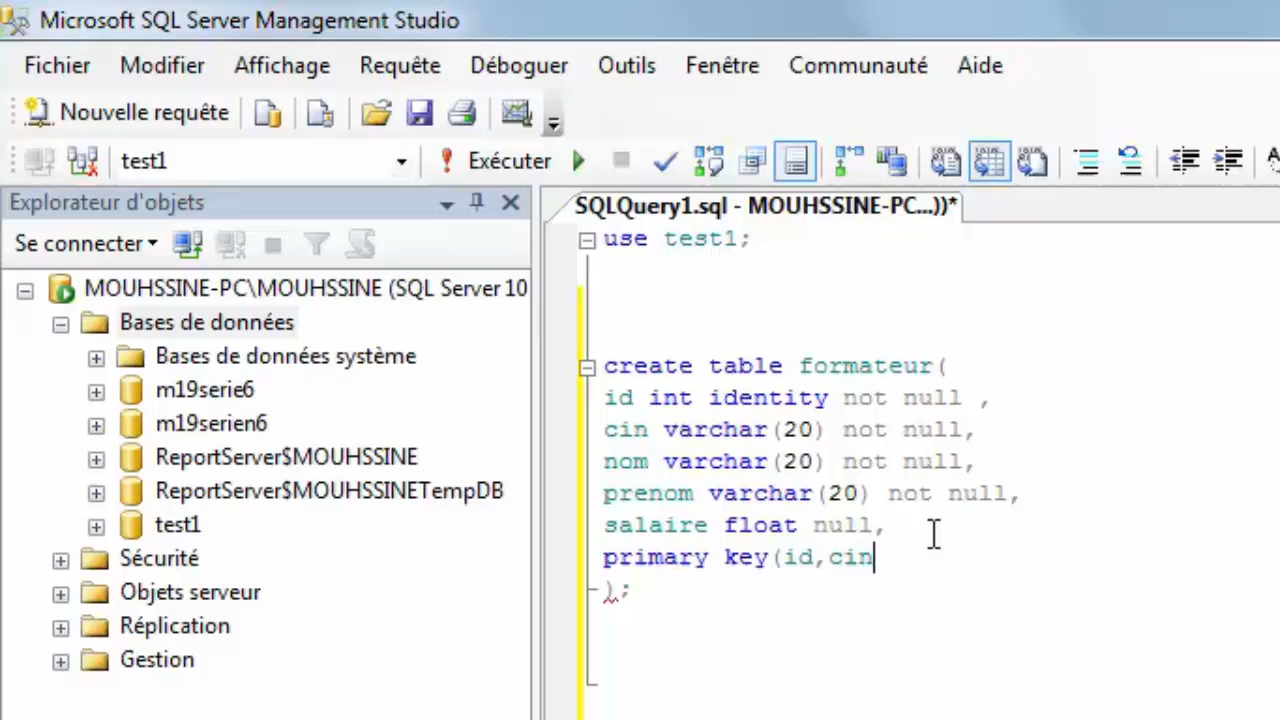 Microsoft SQL Server Management Studio
Fichier Modifier Affichage Requête Déboguer Outils Fenêtre Communauté Aide
Nouvelle requête
test1 Exécuter
Explorateur d'objets
Se connecter
MOUHSSINE-PC\MOUHSSINE (SQL Server 10
Bases de données
Bases de données système
m19serie6
m19serien6
ReportServer$MOUHSSINE
ReportServer$MOUHSSINETempDB
test1
Sécurité
Objets serveur
Réplication
Gestion
SQLQuery1.sql - MOUHSSINE-PC...))*
use test1;
create table formateur(
id int identity not null ,
cin varchar(20) not null,
nom varchar(20) not null,
prenom varchar(20) not null,
salaire float null,
primary key(id,cin
);